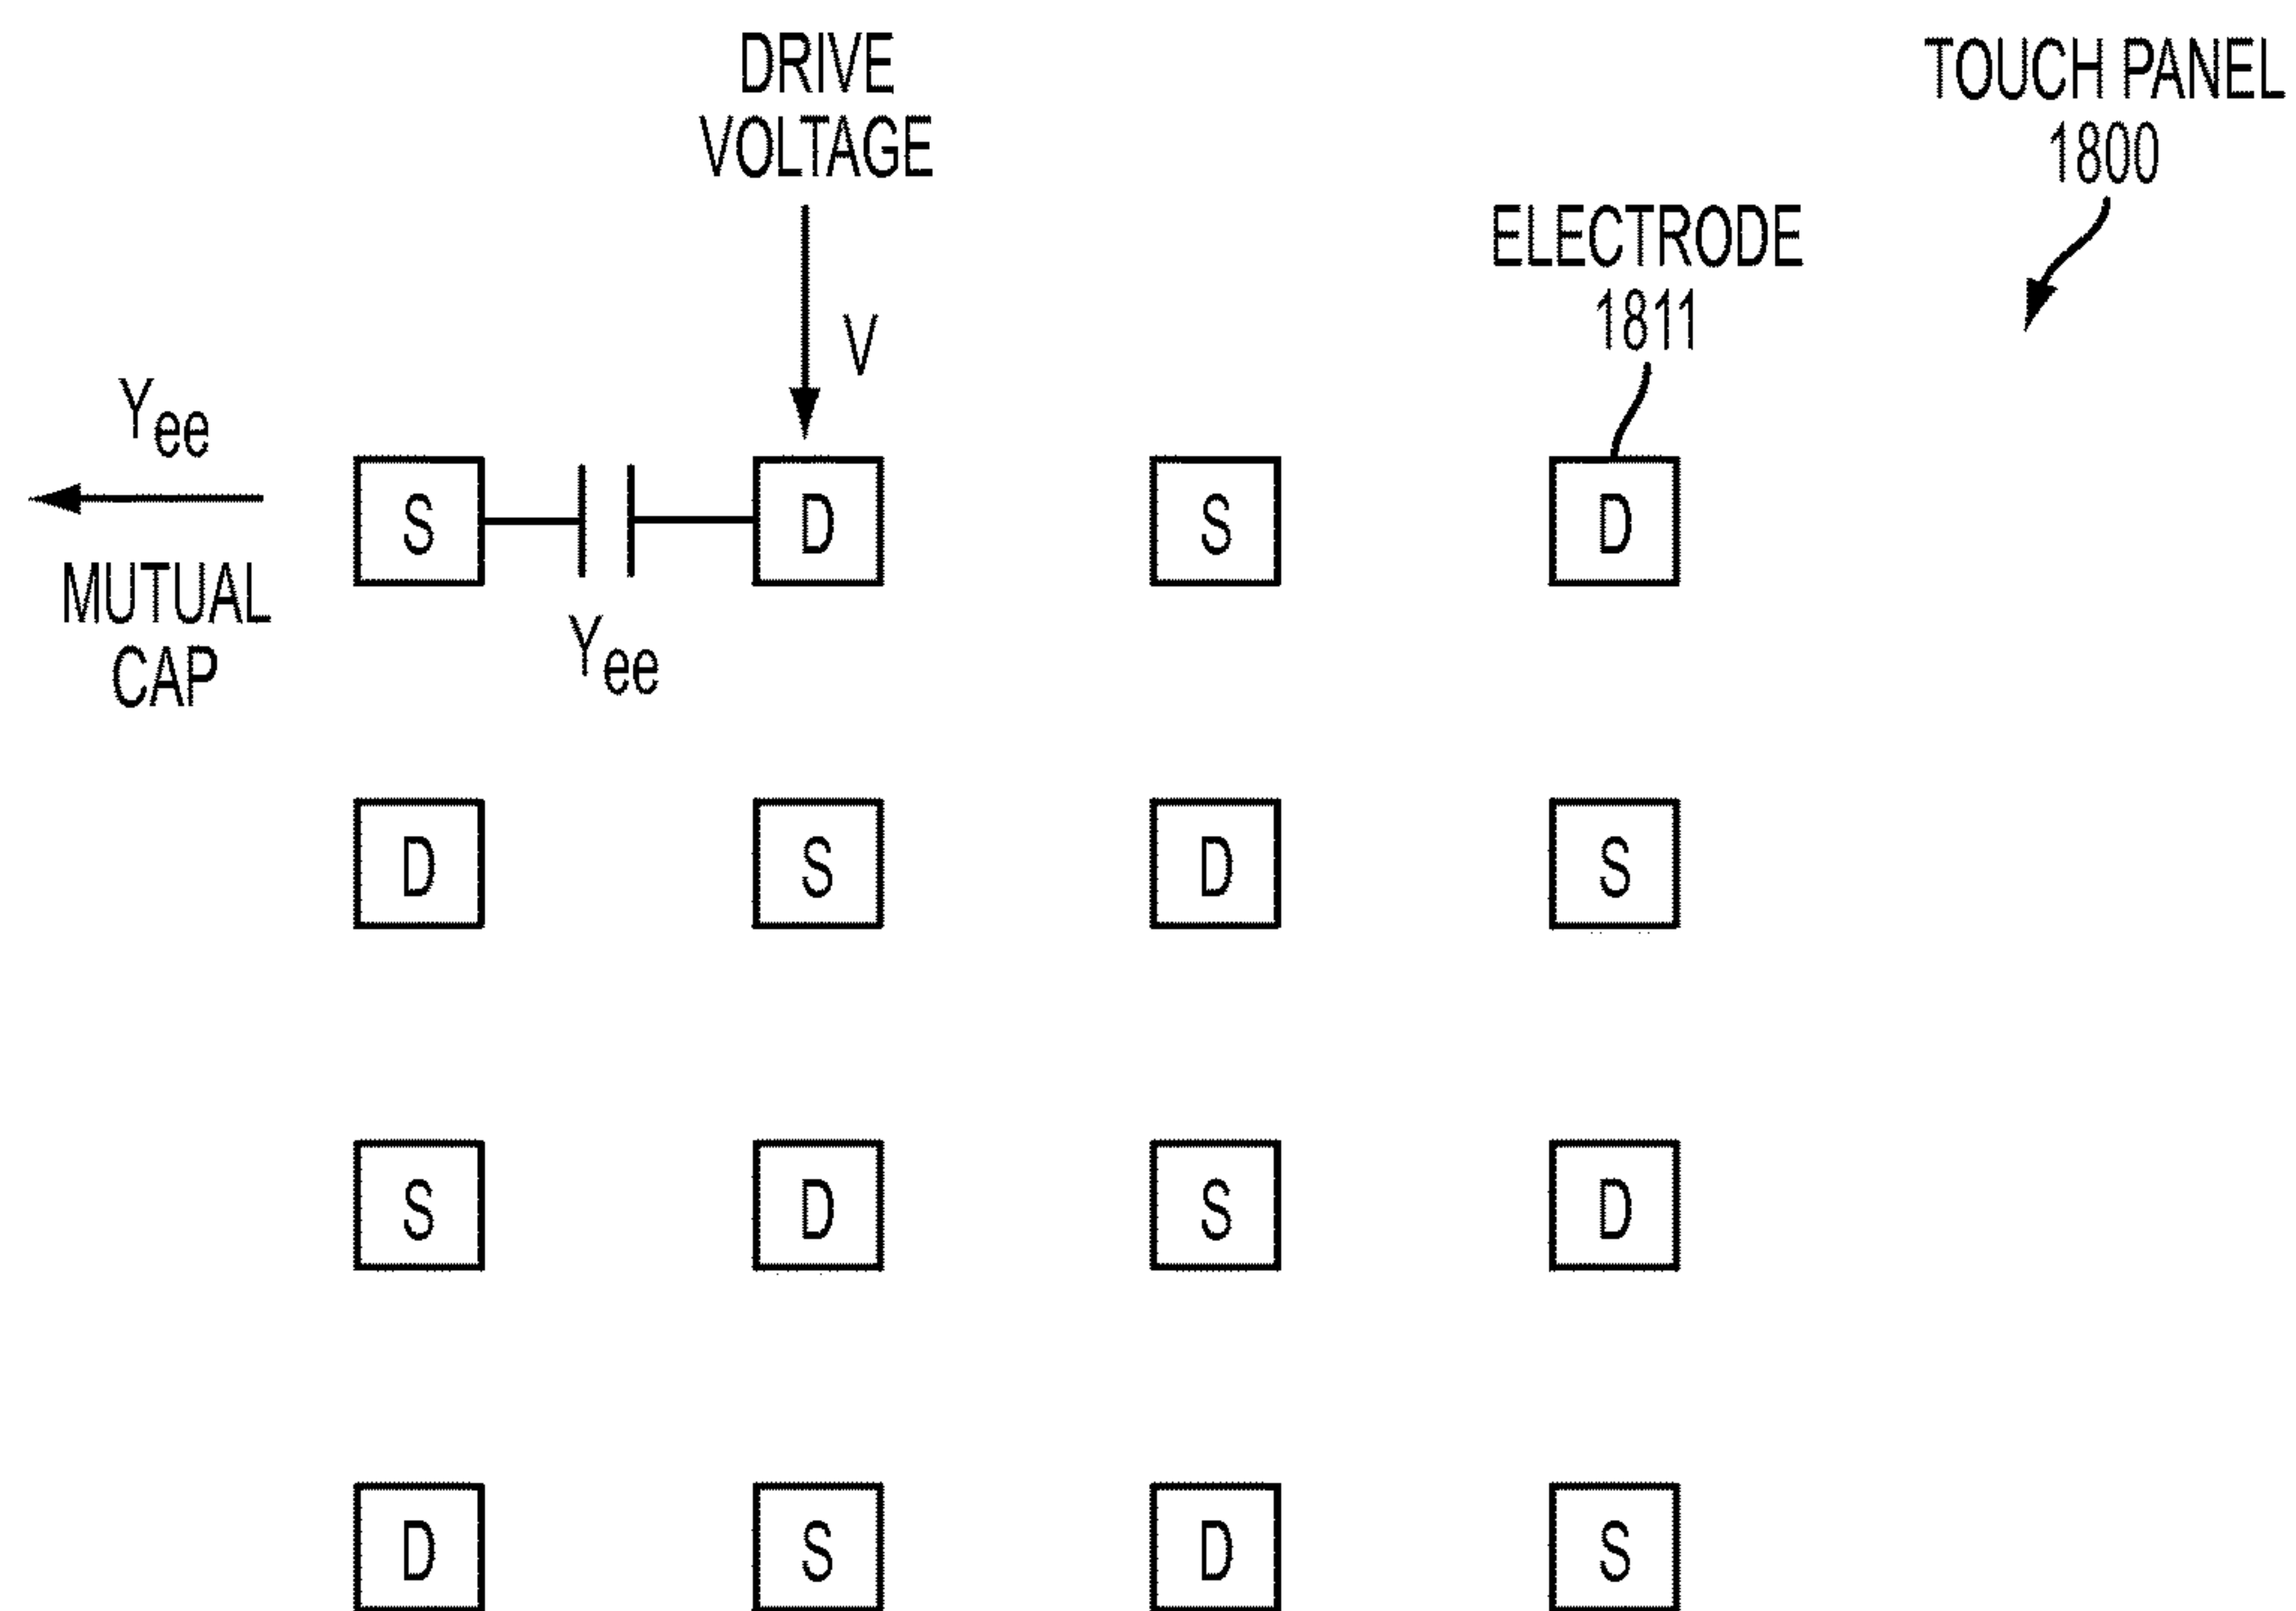 DRIVE
VOLTAGE
TOUCH PANEL
1800
ELECTRODE
1811
V
Yee
MUTUAL
CAP
S D S D
Yee
D S D S
S D S D
D S D S